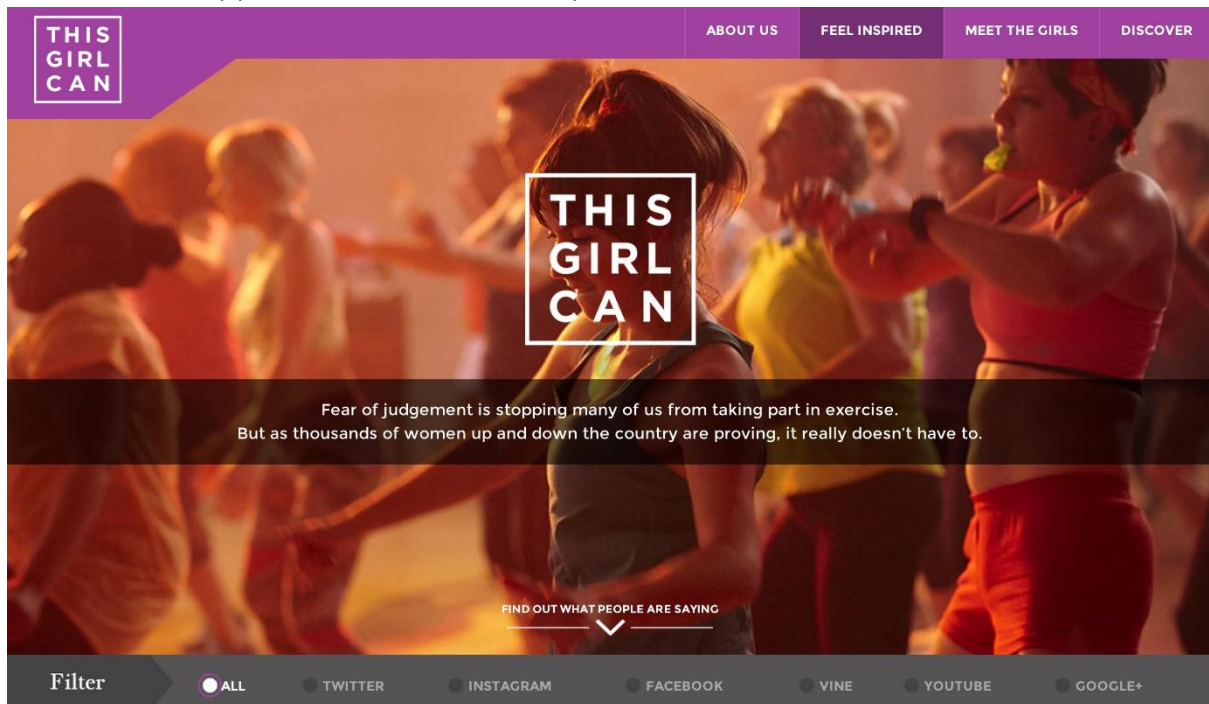 THIS
GIRL
CAN
ABOUT US
FEEL INSPIRED
MEET THE GIRLS
DISCOVER
THIS
GIRL
CAN
Fear of judgement is stopping many of us from taking part in exercise.
But as thousands of women up and down the country are proving, it really doesn't have to.
FIND OUT WHAT PEOPLE ARE SAYING
Filter
ALL
TWITTER
INSTAGRAM
FACEBOOK
VINE
YOUTUBE
GOOGLE+